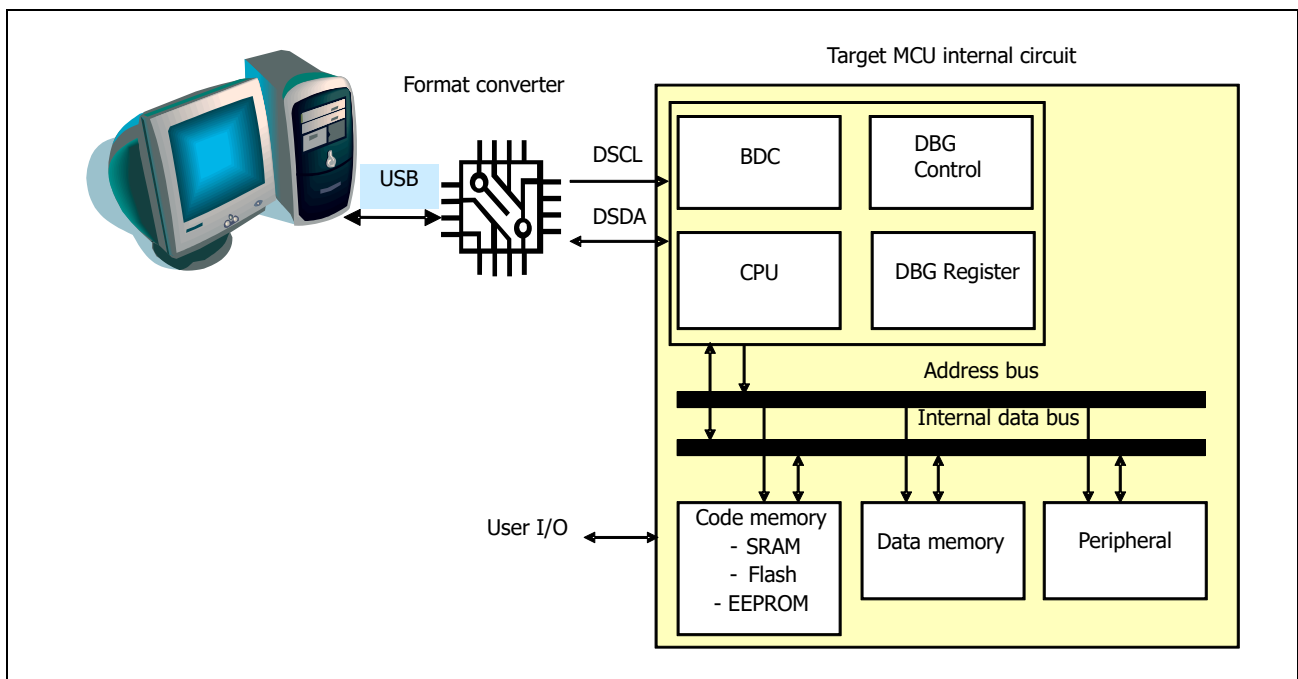 Target MCU internal circuit
Format converter
USB
DSCL
DSDA
BDC
DBG
Control
CPU
DBG Register
Address bus
Internal data bus
User I/O
Code memory
- SRAM
- Flash
- EEPROM
Data memory
Peripheral